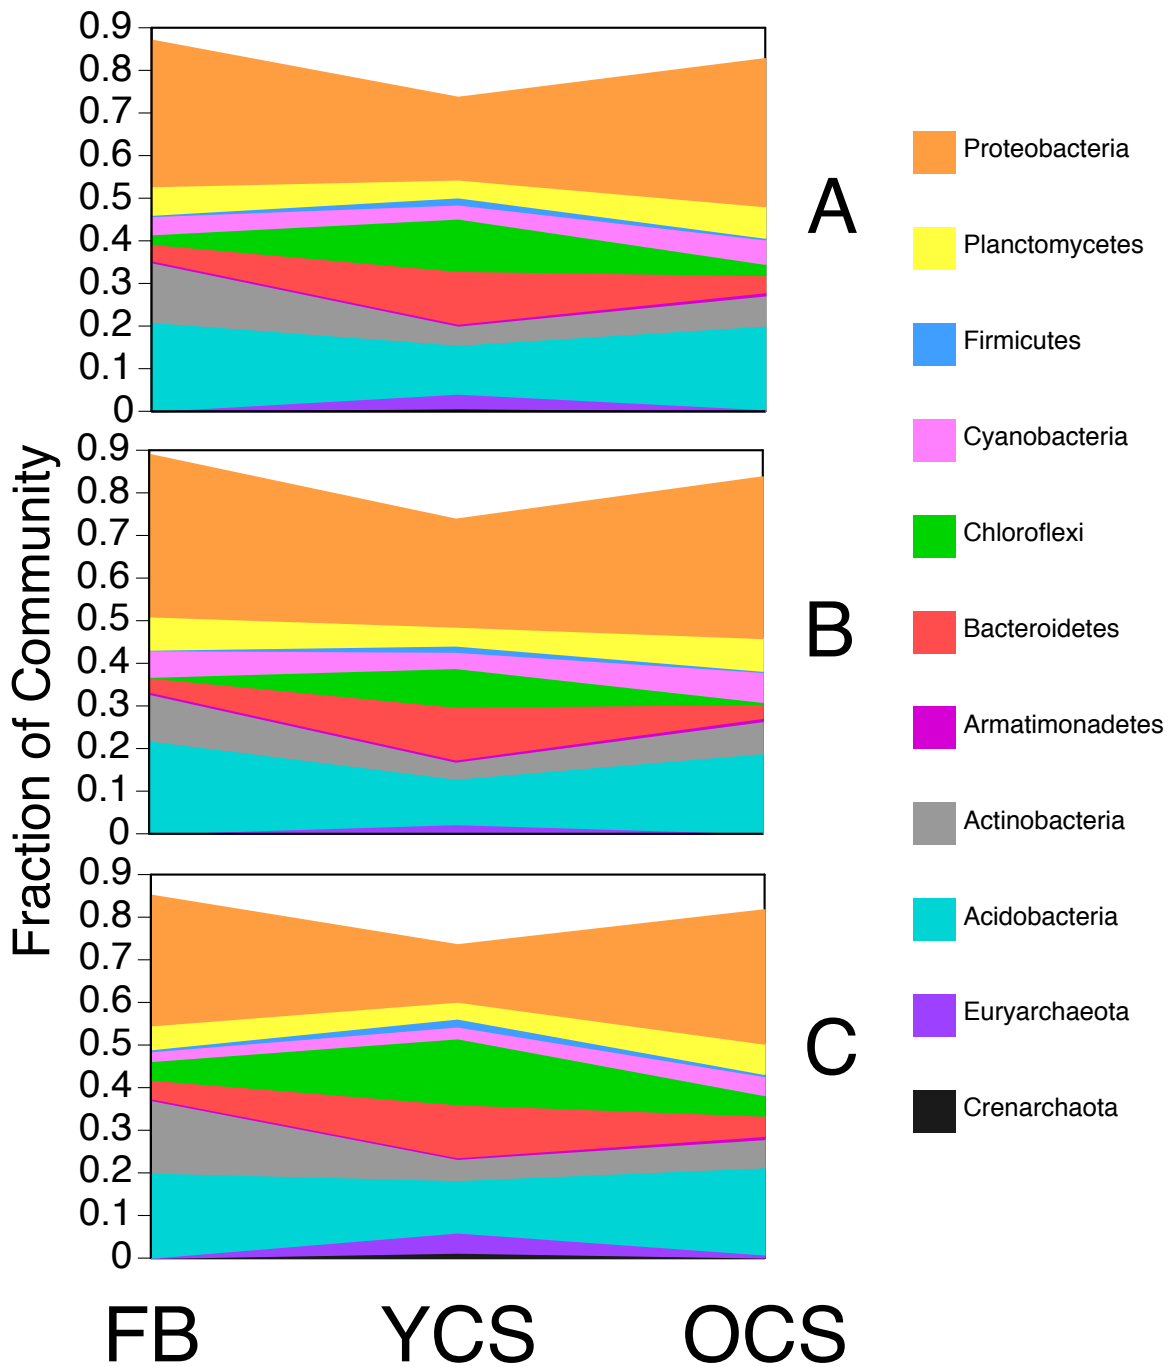 0.9
0.8
0.7
0.6
0.5
0.4
0.3
0.2
0.1
0
A
0.9
0.8
0.7
0.6
0.5
0.4
0.3
0.2
0.1
0
B
0.9
0.8
0.7
0.6
0.5
0.4
0.3
0.2
0.1
0
C
Fraction of Community
FB YCS OCS
Proteobacteria
Planctomycetes
Firmicutes
Cyanobacteria
Chloroflexi
Bacteroidetes
Armatimonadetes
Actinobacteria
Acidobacteria
Euryarchaeota
Crenarchaota